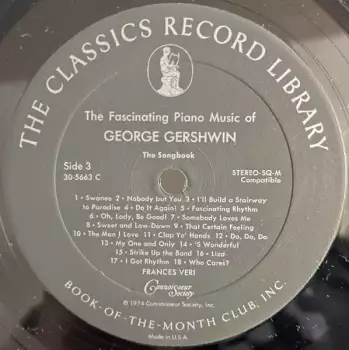 THE CLASSICS RECORD LIBRARY
The Fascinating Piano Music of
GEORGE GERSHWIN
The Songbook
Side 3
30-5663 C
STEREO-SQ-M
Compatible
1 • Swanee 2 • Nobody but You 3 • I'll Build a Stairway
to Paradise 4 • Do It Again! 5 • Fascinating Rhythm
6 • Oh, Lady, Be Good! 7 • Somebody Loves Me
8 • Sweet and Low-Down 9 • That Certain Feeling
10 • The Man I Love 11 • Clap Yo' Hands 12 • Do, Do, Do
13 • My One and Only 14 • 'S Wonderful
15 • Strike Up the Band 16 • Liza
17 • I Got Rhythm 18 • Who Cares?
FRANCES VERI
Connoisseur
Society
© 1974 Connoisseur Society, Inc.
BOOK-OF-THE-MONTH CLUB, INC.
Made in U.S.A.